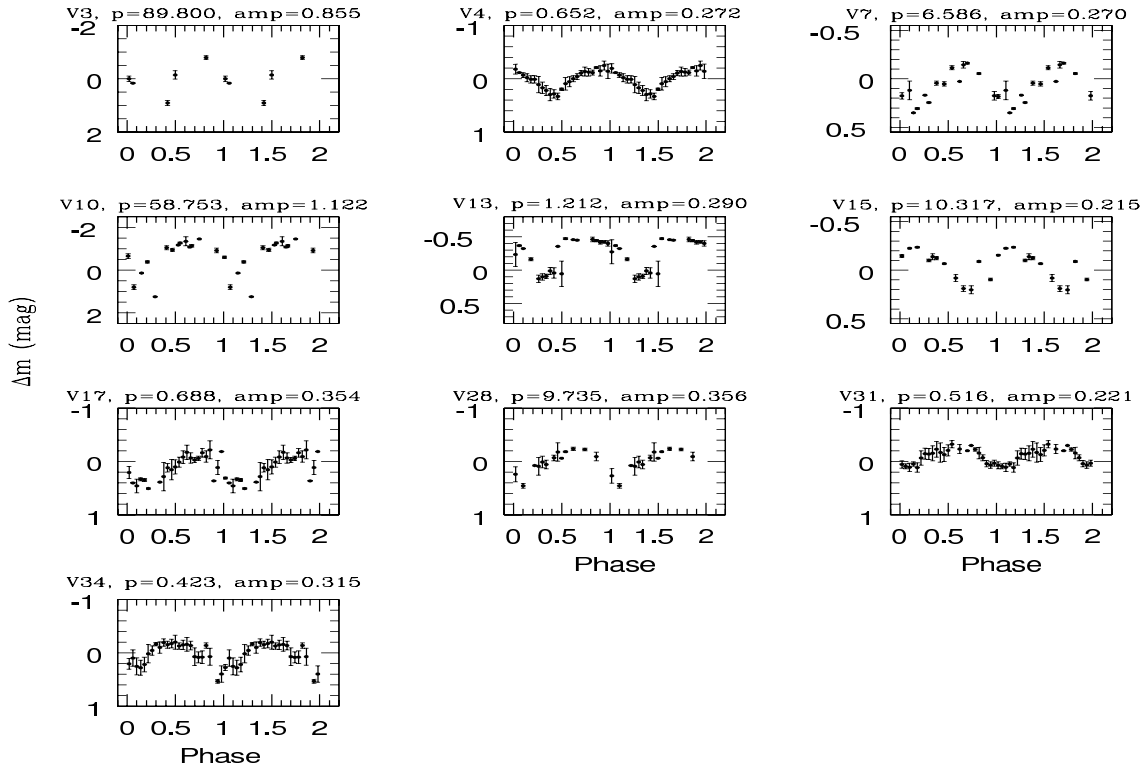 V3, p=89.800, amp=0.855
V4, p=0.652, amp=0.272
V7, p=6.586, amp=0.270
-2
0
2
0 0.5 1 1.5 2
-1
0
1
0 0.5 1 1.5 2
-0.5
0
0.5
0 0.5 1 1.5 2
V10, p=58.753, amp=1.122
V13, p=1.212, amp=0.290
V15, p=10.317, amp=0.215
-2
0
2
0 0.5 1 1.5 2
-0.5
0
0.5
0 0.5 1 1.5 2
-0.5
0
0.5
0 0.5 1 1.5 2
Δm (mag)
V17, p=0.688, amp=0.354
V28, p=9.735, amp=0.356
V31, p=0.516, amp=0.221
-1
0
1
0 0.5 1 1.5 2
-1
0
1
0 0.5 1 1.5 2
Phase
-1
0
1
0 0.5 1 1.5 2
Phase
V34, p=0.423, amp=0.315
-1
0
1
0 0.5 1 1.5 2
Phase